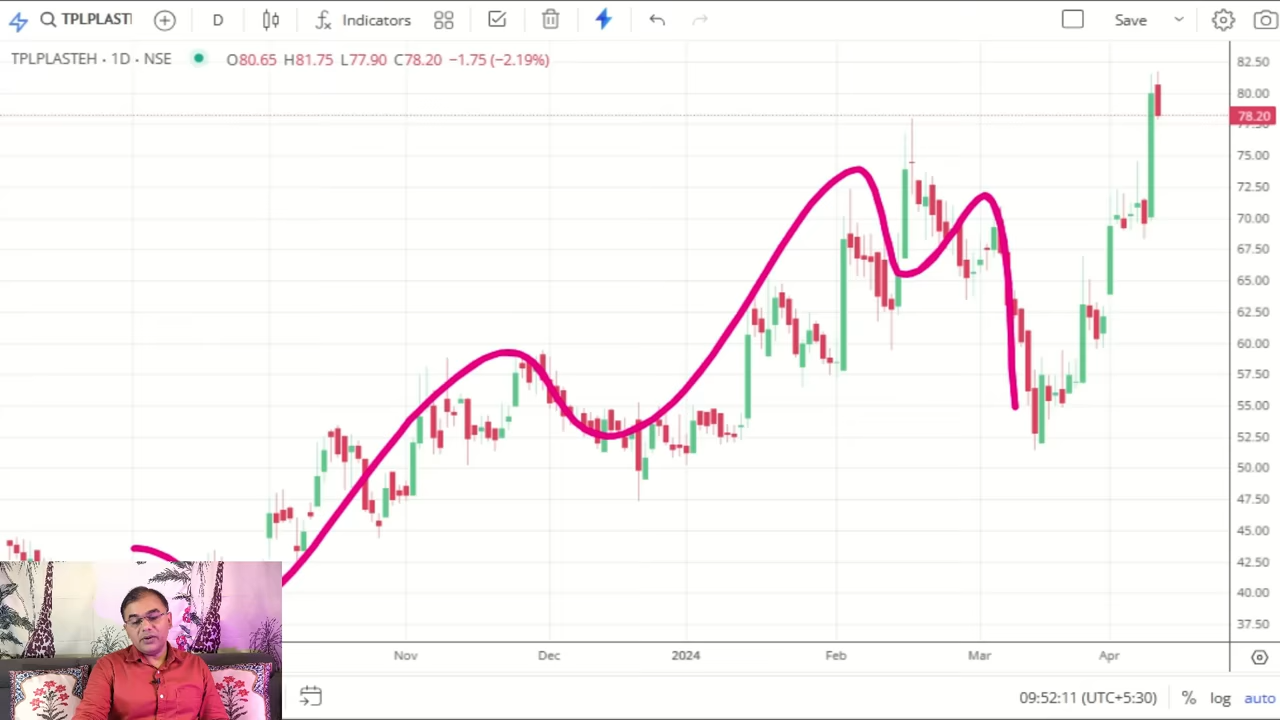 TPLPLAST
D
Indicators
Save
TPLPLASTEH · 1D · NSE
O80.65 H81.75 L77.90 C78.20 −1.75 (−2.19%)
82.50
80.00
78.20
75.00
72.50
70.00
67.50
65.00
62.50
60.00
57.50
55.00
52.50
50.00
47.50
45.00
42.50
40.00
37.50
Nov Dec 2024 Feb Mar Apr
09:52:11 (UTC+5:30) % log auto